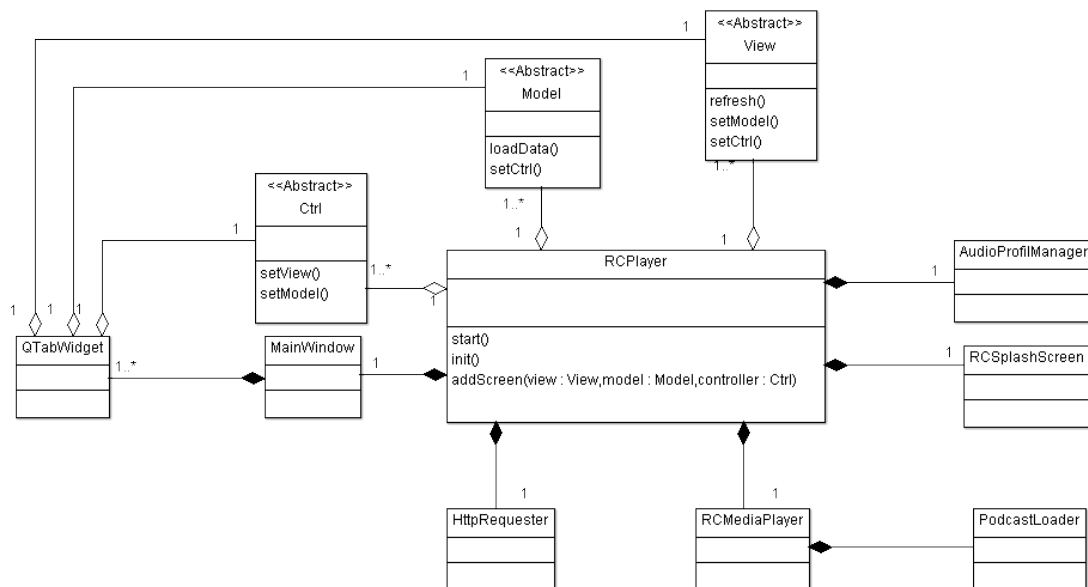 1
1
<<Abstract>>
View
refresh()
setModel()
setCtrl()
1..*
1
1
<<Abstract>>
Model
loadData()
setCtrl()
1..*
1
1
<<Abstract>>
Ctrl
setView()
setModel()
1..*
1
1
1
1
QTabWidget
1..*
MainWindow
1
RCPlayer
start()
init()
addScreen(view : View,model : Model,controller : Ctrl)
1
AudioProfilManager
1
RCSplashScreen
1
HttpRequester
1
RCMediaPlayer
PodcastLoader